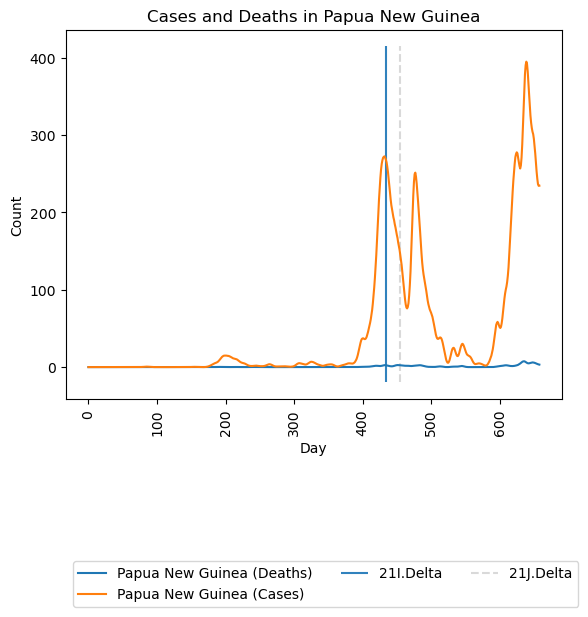 Cases and Deaths in Papua New Guinea
400
300
200
100
0
Count
0 100 200 300 400 500 600
Day
Papua New Guinea (Deaths) 21I.Delta 21J.Delta
Papua New Guinea (Cases)